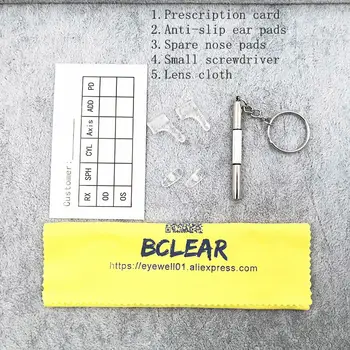 1. Prescription card
2. Anti-slip ear pads
3. Spare nose pads
4. Small screwdriver
5. Lens cloth
Customer:
RX SPH CYL Axis ADD PD
OD
OS
BCLEAR
https://eyewell01.aliexpress.com